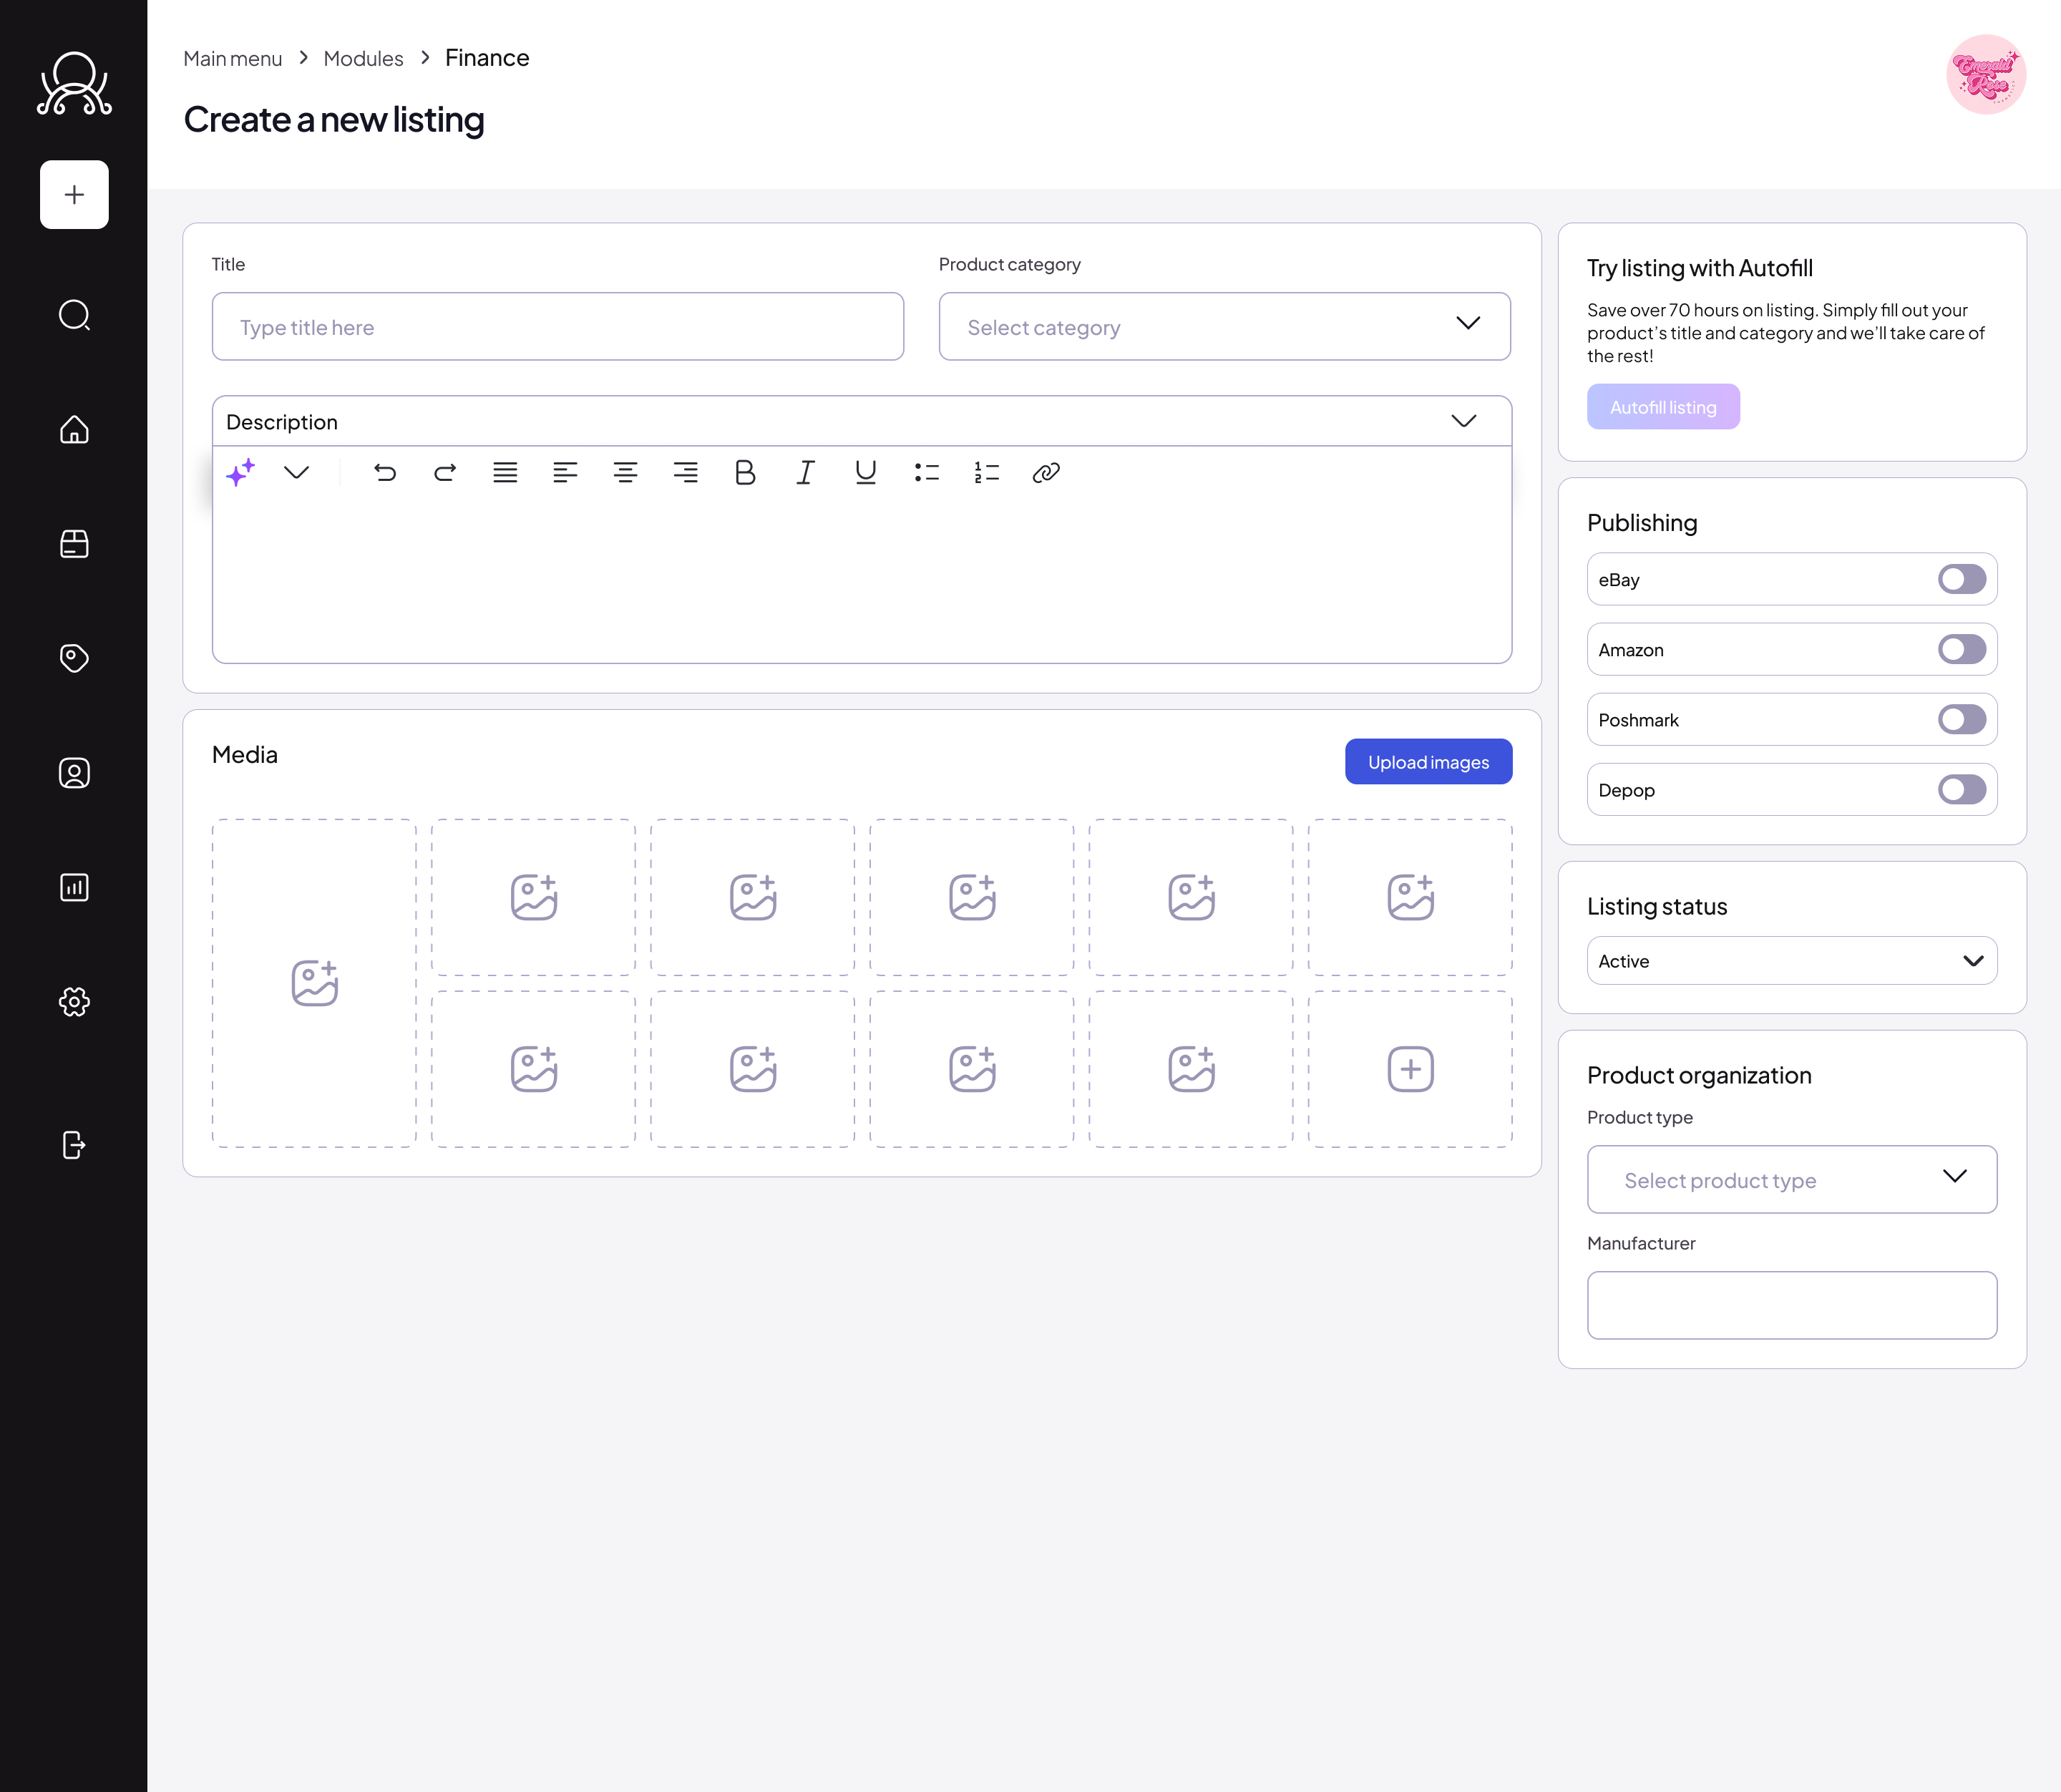 Main menu > Modules > Finance
Create a new listing
Emerald
Rose
Title
Product category
Type title here
Select category
Description
Media
Upload images
Try listing with Autofill
Save over 70 hours on listing. Simply fill out your
product's title and category and we'll take care of
the rest!
Autofill listing
Publishing
eBay
Amazon
Poshmark
Depop
Listing status
Active
Product organization
Product type
Select product type
Manufacturer